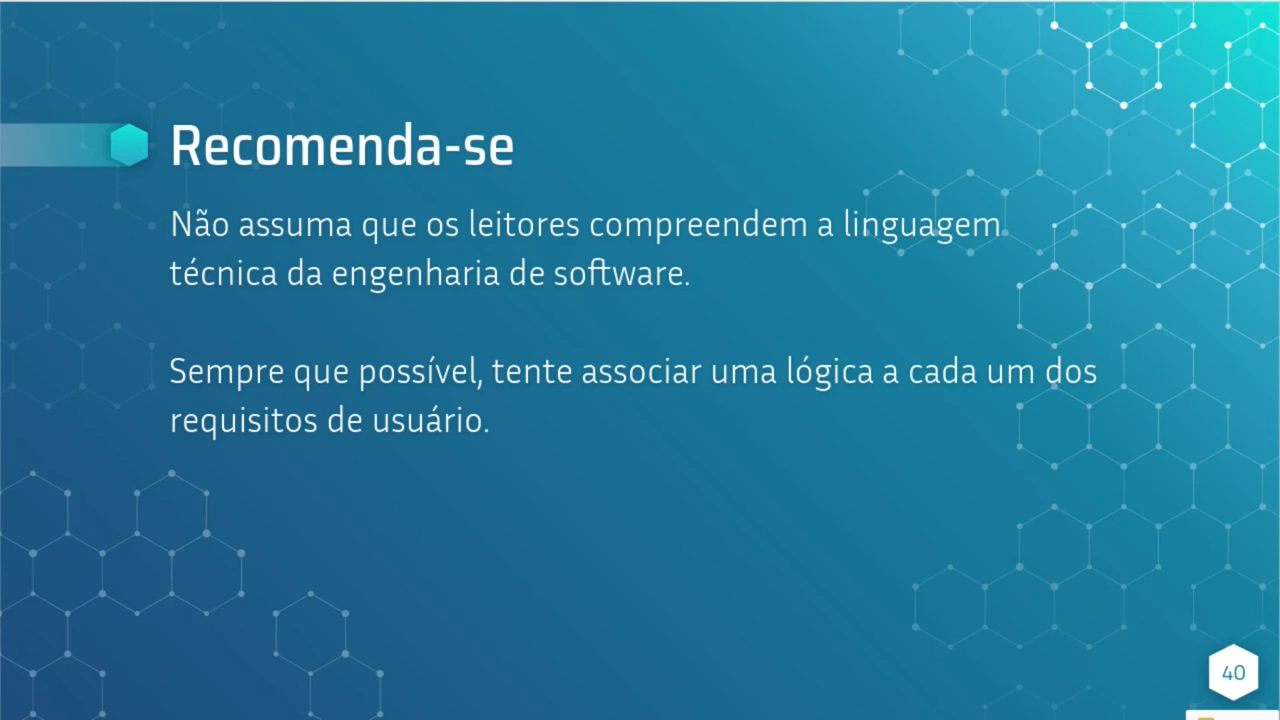 Recomenda-se
Não assuma que os leitores compreendem a linguagem
técnica da engenharia de software.
Sempre que possível, tente associar uma lógica a cada um dos
requisitos de usuário.
40